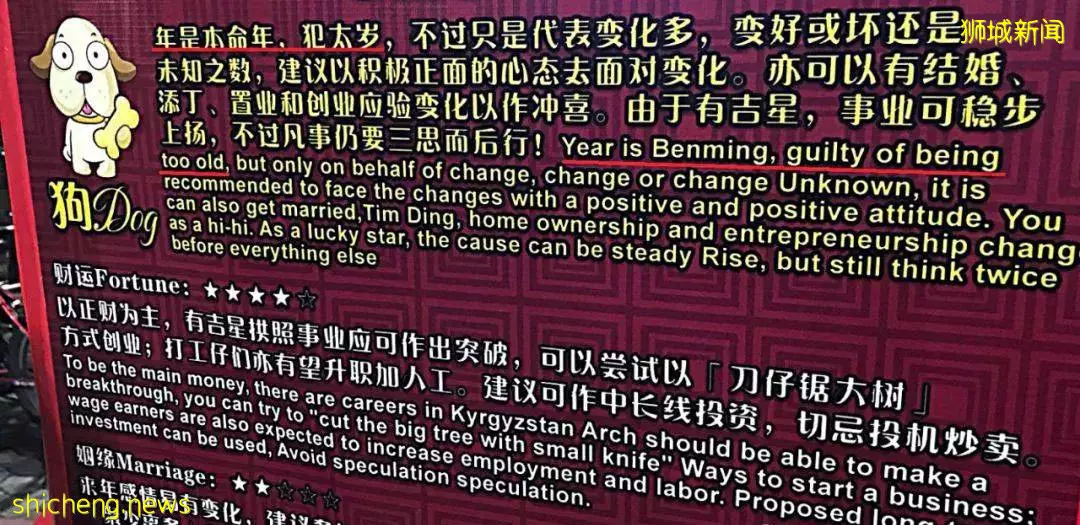 狮城新闻
年是本命年，犯太岁，不过只是代表变化多，变好或坏还是
未知之数，建议以积极正面的心态去面对变化。亦可以有结婚、
添丁、置业和创业应验变化以作冲喜。由于有吉星，事业可稳步
上扬，不过凡事仍要三思而后行！Year is Benming, guilty of being
too old, but only on behalf of change, change or change Unknown, it is
recommended to face the changes with a positive and positive attitude. You
can also get married,Tim Ding, home ownership and entrepreneurship chang
as a hi-hi. As a lucky star, the cause can be steady Rise, but still think twice
before everything else
狗Dog
财运Fortune：★★★★☆
以正财为主，有吉星拱照事业应可作出突破，可以尝试以「刀仔锯大树」
方式创业；打工仔们亦有望升职加人工。建议可作中长线投资，切忌投机炒卖。
To be the main money, there are careers in Kyrgyzstan Arch should be able to make a
breakthrough, you can try to "cut the big tree with small knife" Ways to start a business:
wage earners are also expected to increase employment and labor. Proposed long
investment can be used, Avoid speculation speculation.
姻缘Marriage：★★☆☆☆
来年感情易有变化，建议
shicheng.news